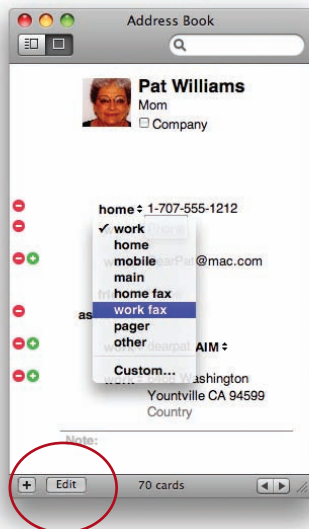 Address Book
Pat Williams
Mom
Company
home 1-707-555-1212
✓ work
home
mobile
@mac.com
main
home fax
work fax
as
pager
other
AIM
Custom...
Washington
Yountville CA 94599
Country
Note:
+ Edit 70 cards